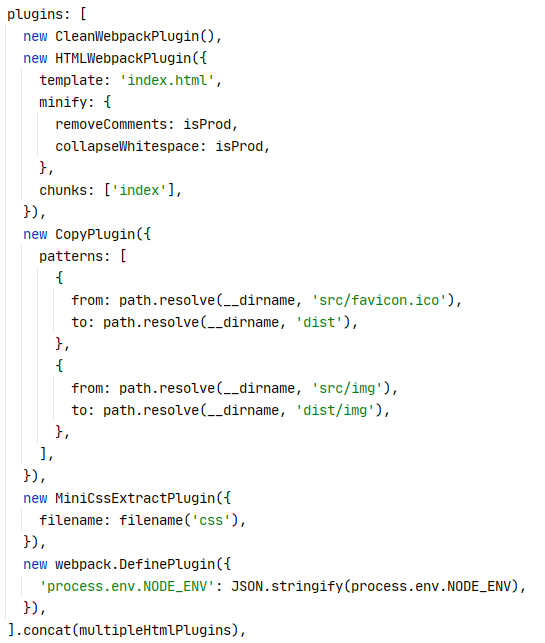 plugins: [
  new CleanWebpackPlugin(),
  new HTMLWebpackPlugin({
    template: 'index.html',
    minify: {
      removeComments: isProd,
      collapseWhitespace: isProd,
    },
    chunks: ['index'],
  }),
  new CopyPlugin({
    patterns: [
      {
        from: path.resolve(__dirname, 'src/favicon.ico'),
        to: path.resolve(__dirname, 'dist'),
      },
      {
        from: path.resolve(__dirname, 'src/img'),
        to: path.resolve(__dirname, 'dist/img'),
      },
    ],
  }),
  new MiniCssExtractPlugin({
    filename: filename('css'),
  }),
  new webpack.DefinePlugin({
    'process.env.NODE_ENV': JSON.stringify(process.env.NODE_ENV),
  }),
].concat(multipleHtmlPlugins),